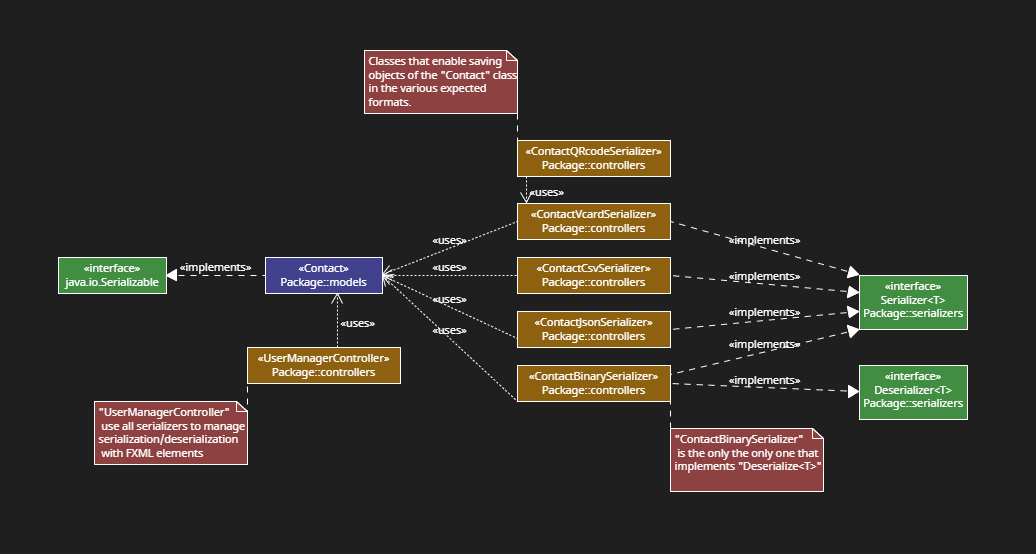 Classes that enable saving
objects of the "Contact" class
in the various expected
formats.
«ContactQRcodeSerializer»
Package::controllers
«uses»
«ContactVcardSerializer»
Package::controllers
«uses»
«implements»
«interface»
java.io.Serializable
«implements»
«Contact»
Package::models
«uses»
«ContactCsvSerializer»
Package::controllers
«implements»
«interface»
Serializer<T>
Package::serializers
«uses»
«ContactJsonSerializer»
Package::controllers
«implements»
«uses»
«uses»
«implements»
«UserManagerController»
Package::controllers
«ContactBinarySerializer»
Package::controllers
«implements»
«interface»
Deserializer<T>
Package::serializers
"UserManagerController"
use all serializers to manage
serialization/deserialization
with FXML elements
"ContactBinarySerializer"
is the only the only one that
implements "Deserialize<T>"